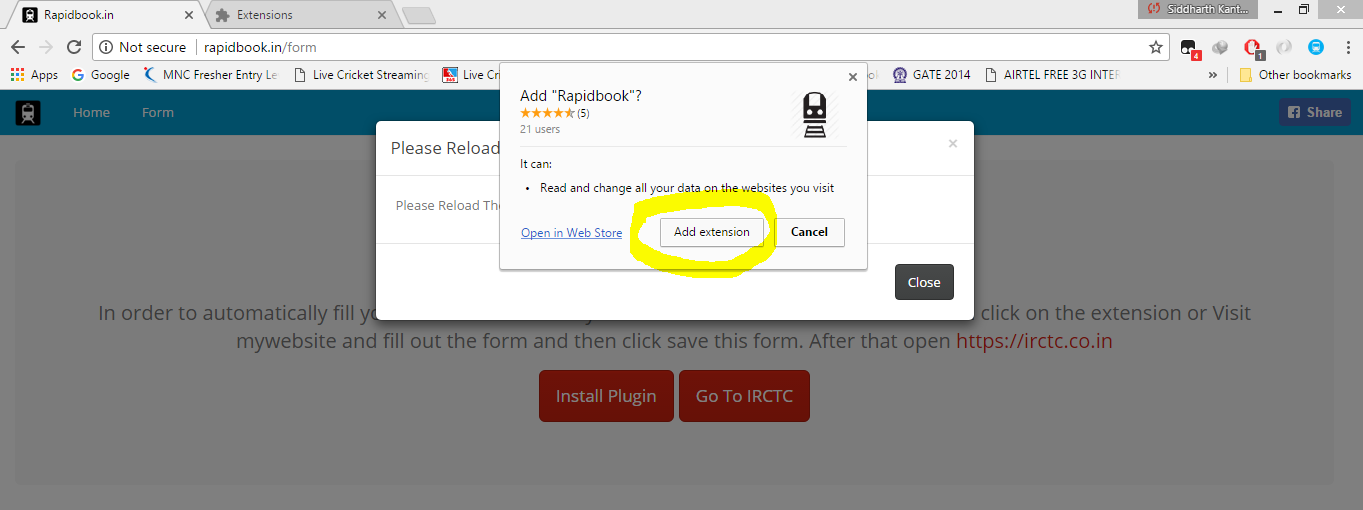 Rapidbook.in
Extensions
Siddharth Kant...
Not secure
rapidbook.in/form
4
1
Apps
Google
MNC Fresher Entry Le
Live Cricket Streaming
Live Cri
GATE 2014
AIRTEL FREE 3G INTER
»
Other bookmarks
Home
Form
Share
Add "Rapidbook"?
(5)
21 users
It can:
• Read and change all your data on the websites you visit
Open in Web Store
Add extension
Cancel
Please Reload
Please Reload The
Close
In order to automatically fill click on the extension or Visit
mywebsite and fill out the form and then click save this form. After that open https://irctc.co.in
Install Plugin
Go To IRCTC